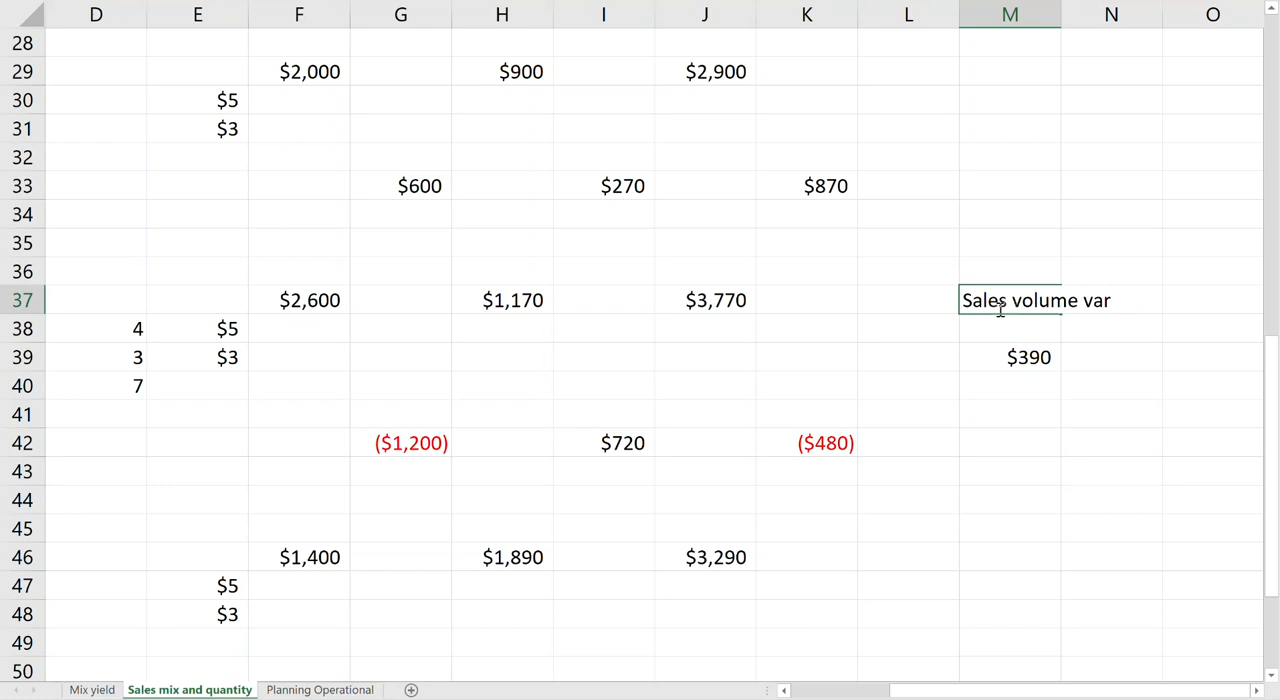 D E F G H I J K L M N O
28
29 $2,000 $900 $2,900
30 $5
31 $3
32
33 $600 $270 $870
34
35
36
37 $2,600 $1,170 $3,770 Sales volume var
38 4 $5
39 3 $3 $390
40 7
41
42 ($1,200) $720 ($480)
43
44
45
46 $1,400 $1,890 $3,290
47 $5
48 $3
49
50
Mix yield Sales mix and quantity Planning Operational